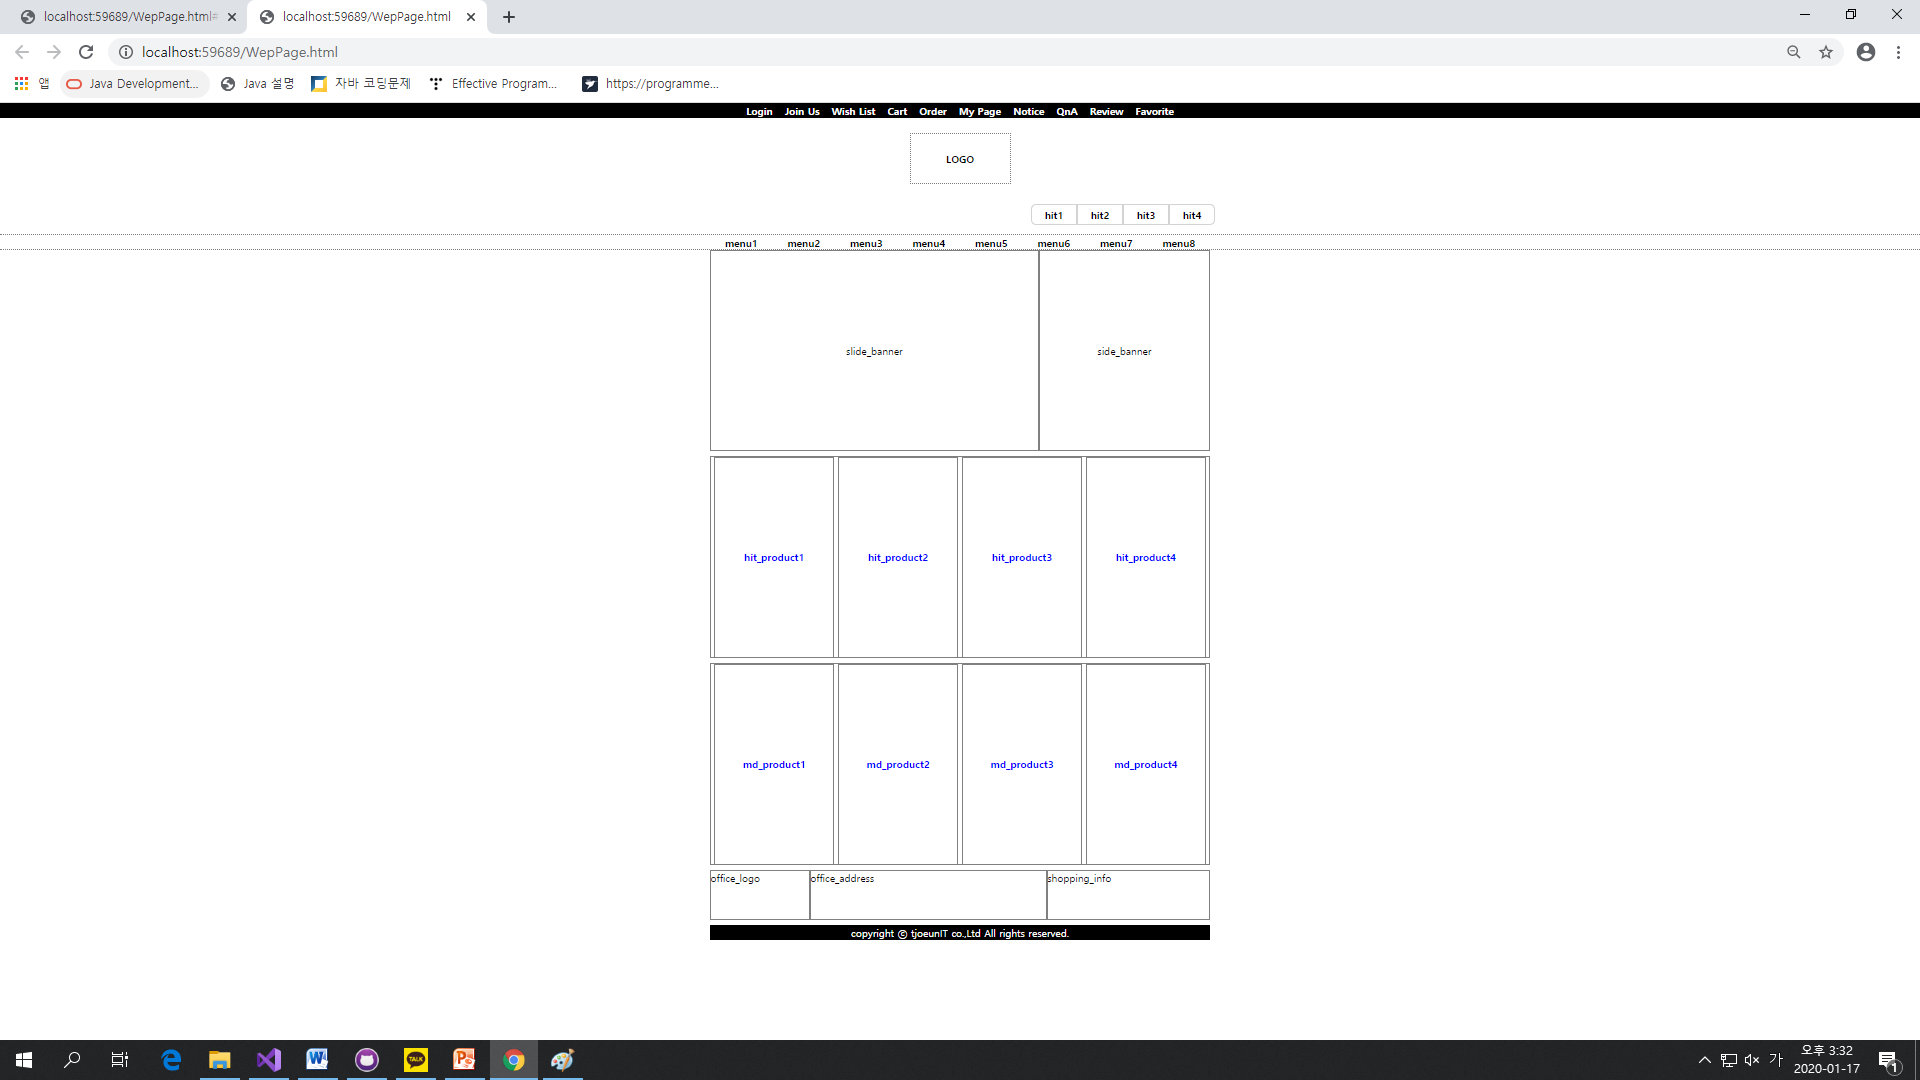 localhost:59689/WepPage.html#
localhost:59689/WepPage.html
localhost:59689/WepPage.html
앱
Java Development...
Java 설명
자바 코딩문제
Effective Program...
https://programme...
Login Join Us Wish List Cart Order My Page Notice QnA Review Favorite
LOGO
hit1 hit2 hit3 hit4
menu1 menu2 menu3 menu4 menu5 menu6 menu7 menu8
slide_banner side_banner
hit_product1 hit_product2 hit_product3 hit_product4
md_product1 md_product2 md_product3 md_product4
office_logo office_address shopping_info
copyright ⓒ tjoeunIT co.,Ltd All rights reserved.
TALK
가
오후 3:32
2020-01-17
1